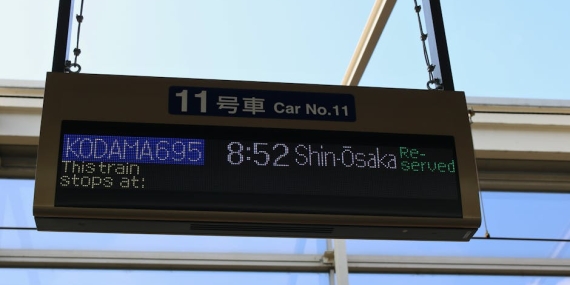 11号車 Car No.11
KODAMA695 8:52 Shin-Ōsaka Re-served
This train
stops at: